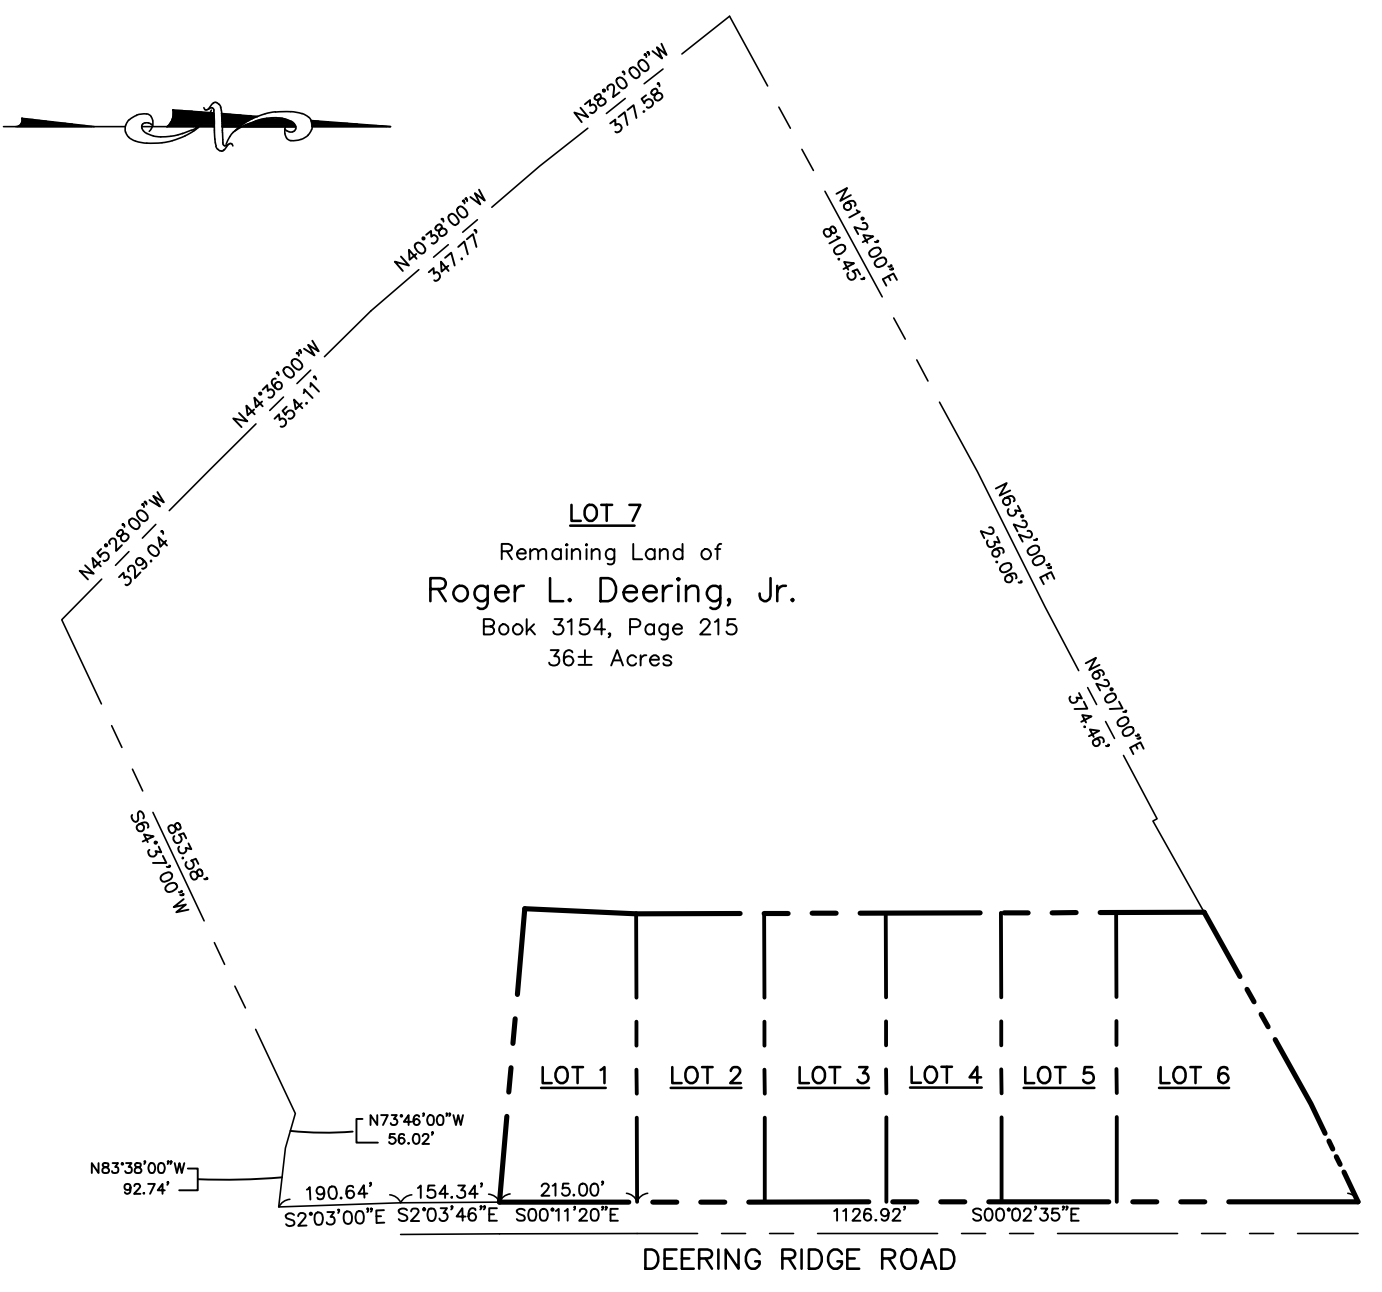 N38°20'00"W
377.58'
N40°38'00"W
347.77'
N61°24'00"E
810.45'
N44°36'00"W
354.11'
N45°28'00"W
329.04'
N63°22'00"E
236.06'
LOT 7
Remaining Land of
Roger L. Deering, Jr.
Book 3154, Page 215
36± Acres
N62°07'00"E
374.46'
853.58'
S64°37'00"W
LOT 1
LOT 2
LOT 3
LOT 4
LOT 5
LOT 6
N73°46'00"W
56.02'
N83°38'00"W
92.74'
190.64'
154.34'
215.00'
S2°03'00"E
S2°03'46"E
S00°11'20"E
1126.92'
S00°02'35"E
DEERING RIDGE ROAD